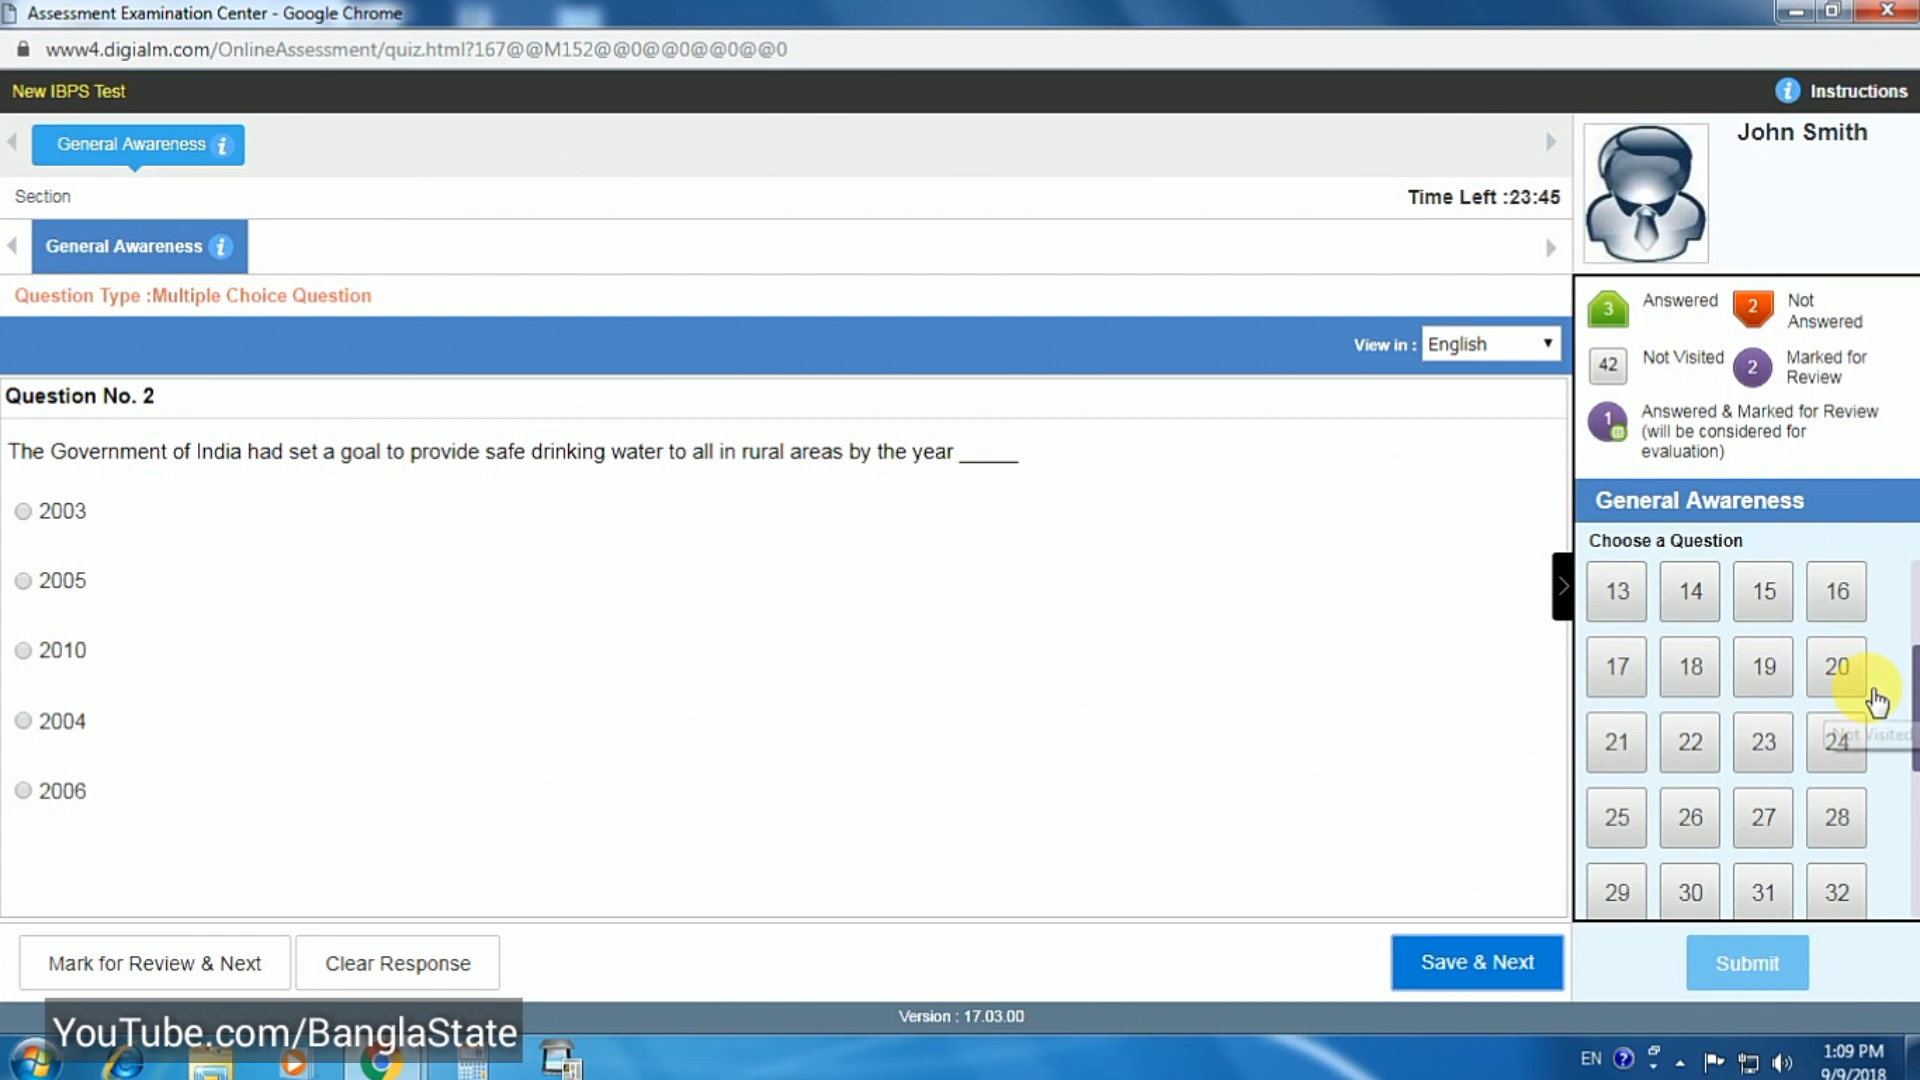 Assessment Examination Center - Google Chrome
www4.digialm.com/OnlineAssessment/quiz.html?167@@M152@@0@@0@@0@@0
New IBPS Test
i Instructions
General Awareness i
John Smith
Section
Time Left :23:45
General Awareness i
Question Type :Multiple Choice Question
View in : English
3 Answered
2 Not Answered
42 Not Visited
2 Marked for Review
1 Answered & Marked for Review
(will be considered for
evaluation)
Question No. 2
The Government of India had set a goal to provide safe drinking water to all in rural areas by the year _____
2003
2005
2010
2004
2006
General Awareness
Choose a Question
13 14 15 16
17 18 19 20
21 22 23 24
Not Visited
25 26 27 28
29 30 31 32
Mark for Review & Next
Clear Response
Save & Next
Submit
Version : 17.03.00
YouTube.com/BanglaState
EN
1:09 PM
9/9/2018